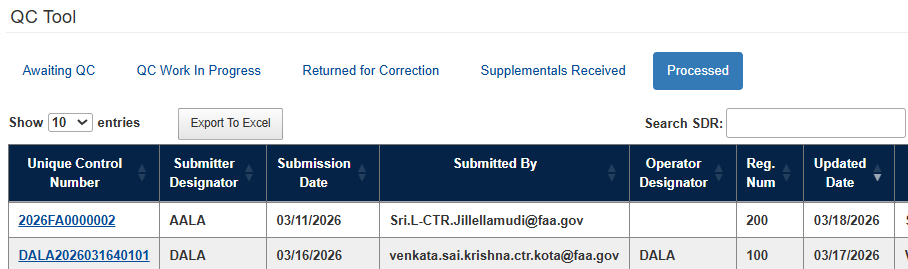 QC Tool
Awaiting QC QC Work In Progress Returned for Correction Supplementals Received Processed
Show 10 entries Export To Excel Search SDR:
Unique Control Number Submitter Designator Submission Date Submitted By Operator Designator Reg. Num Updated Date
2026FA0000002 AALA 03/11/2026 Sri.L-CTR.Jillellamudi@faa.gov 200 03/18/2026
DALA2026031640101 DALA 03/16/2026 venkata.sai.krishna.ctr.kota@faa.gov DALA 100 03/17/2026